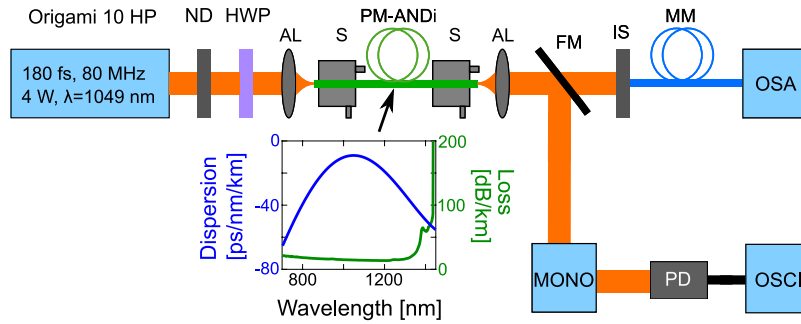 Origami 10 HP
ND
HWP
AL
S
PM-ANDi
S
AL
FM
IS
MM
180 fs, 80 MHz
4 W, λ=1049 nm
OSA
0
-40
-80
Dispersion
[ps/nm/km]
200
100
0
Loss
[dB/km]
800
1200
Wavelength [nm]
MONO
PD
OSCI